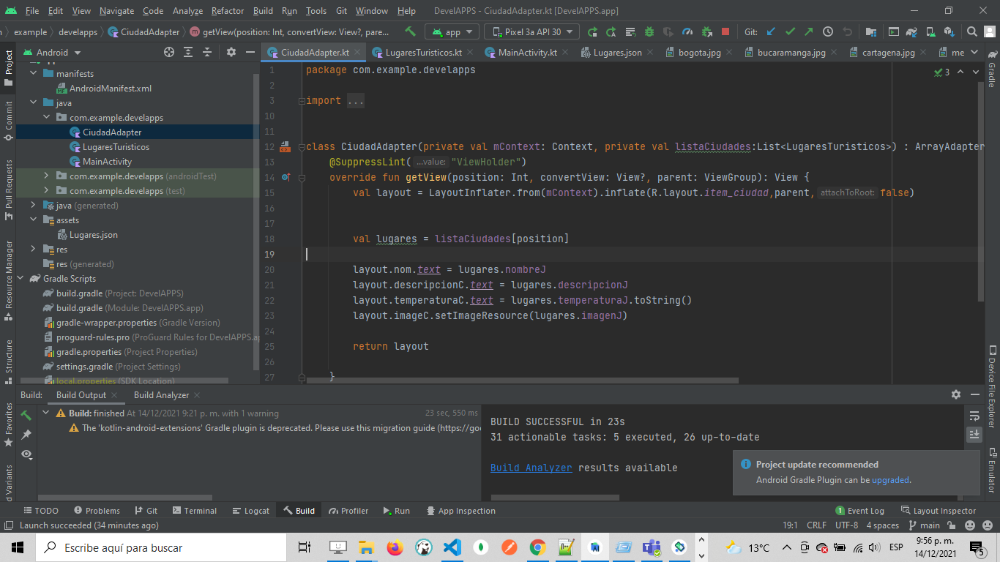 File Edit View Navigate Code Analyze Refactor Build Run Tools Git Window Help DevelAPPS - CiudadAdapter.kt [DevelAPPS.app]
example develapps CiudadAdapter getView(position: Int, convertView: View?, pare... app Pixel 3a API 30 Git:
Android CiudadAdapter.kt LugaresTuristicos.kt MainActivity.kt Lugares.json bogota.jpg bucaramanga.jpg cartagena.jpg me
Project
Commit
Pull Requests
Resource Manager
Structure
Favorites
d Variants
manifests
AndroidManifest.xml
java
com.example.develapps
CiudadAdapter
LugaresTuristicos
MainActivity
com.example.develapps (androidTest)
com.example.develapps (test)
java (generated)
assets
Lugares.json
res
res (generated)
Gradle Scripts
build.gradle (Project: DevelAPPS)
build.gradle (Module: DevelAPPS.app)
gradle-wrapper.properties (Gradle Version)
proguard-rules.pro (ProGuard Rules for DevelAPPS.ap
gradle.properties (Project Properties)
settings.gradle (Project Settings)
local.properties (SDK Location)
1 package com.example.develapps
3
2
3 import ...
10
11
12 class CiudadAdapter(private val mContext: Context, private val listaCiudades:List<LugaresTuristicos>) : ArrayAdapter
13 @SuppressLint( ...value: "ViewHolder")
14 override fun getView(position: Int, convertView: View?, parent: ViewGroup): View {
15 val layout = LayoutInflater.from(mContext).inflate(R.layout.item_ciudad,parent, attachToRoot: false)
16
17
18 val lugares = listaCiudades[position]
19
20 layout.nom.text = lugares.nombreJ
21 layout.descripcionC.text = lugares.descripcionJ
22 layout.temperaturaC.text = lugares.temperaturaJ.toString()
23 layout.imageC.setImageResource(lugares.imagenJ)
24
25 return layout
26
27 }
Gradle
Device File Explorer
Emulator
Build: Build Output Build Analyzer
Build: finished At 14/12/2021 9:21 p. m. with 1 warning 23 sec, 550 ms
The 'kotlin-android-extensions' Gradle plugin is deprecated. Please use this migration guide (https://goo
BUILD SUCCESSFUL in 23s
31 actionable tasks: 5 executed, 26 up-to-date
Build Analyzer results available
Project update recommended
Android Gradle Plugin can be upgraded.
TODO Problems Git Terminal Logcat Build Profiler Run App Inspection 1 Event Log Layout Inspector
Launch succeeded (34 minutes ago) 19:1 CRLF UTF-8 4 spaces main
Escribe aquí para buscar 13°C ESP 9:56 p. m.
14/12/2021
5